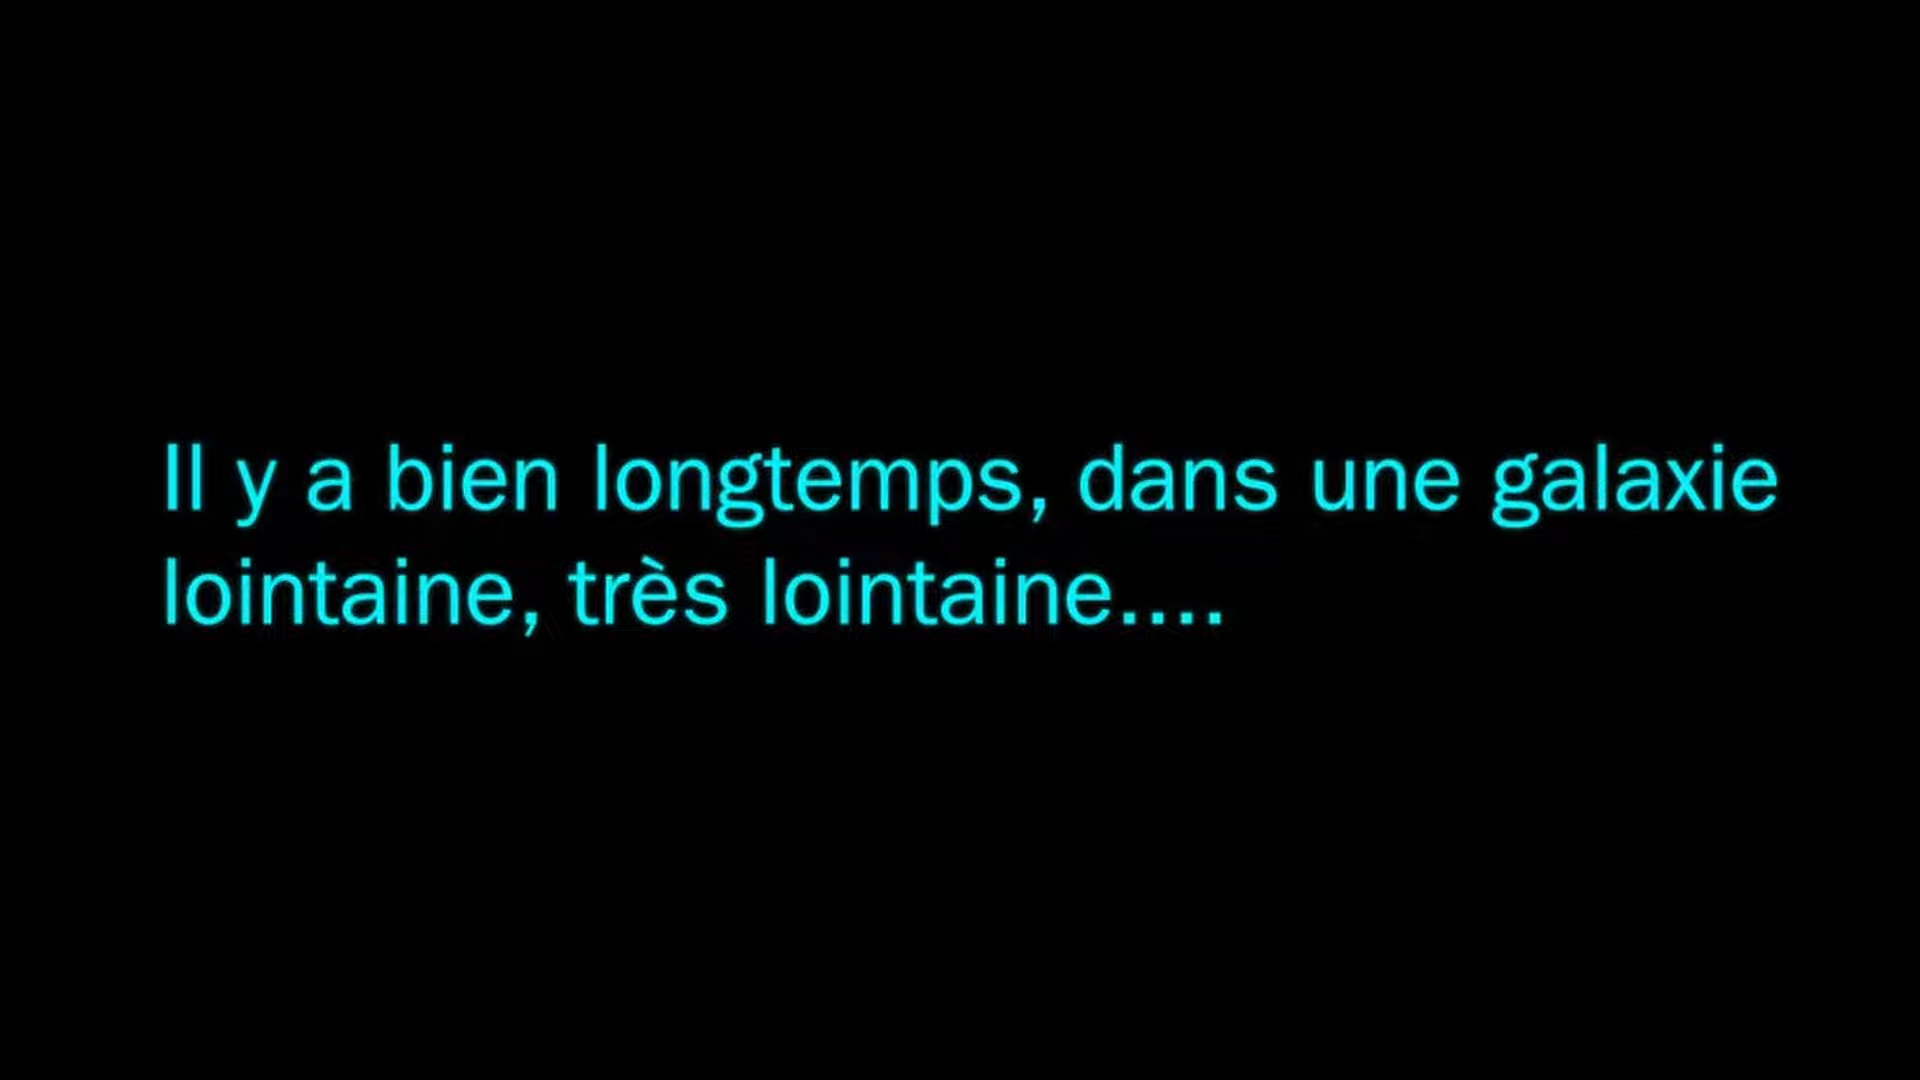 Il y a bien longtemps, dans une galaxie
lointaine, très lointaine....